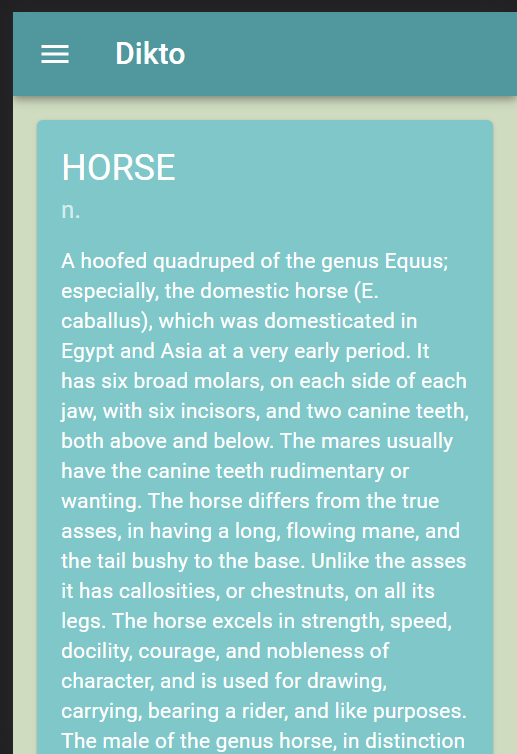 Dikto
HORSE
n.
A hoofed quadruped of the genus Equus;
especially, the domestic horse (E.
caballus), which was domesticated in
Egypt and Asia at a very early period. It
has six broad molars, on each side of each
jaw, with six incisors, and two canine teeth,
both above and below. The mares usually
have the canine teeth rudimentary or
wanting. The horse differs from the true
asses, in having a long, flowing mane, and
the tail bushy to the base. Unlike the asses
it has callosities, or chestnuts, on all its
legs. The horse excels in strength, speed,
docility, courage, and nobleness of
character, and is used for drawing,
carrying, bearing a rider, and like purposes.
The male of the genus horse, in distinction